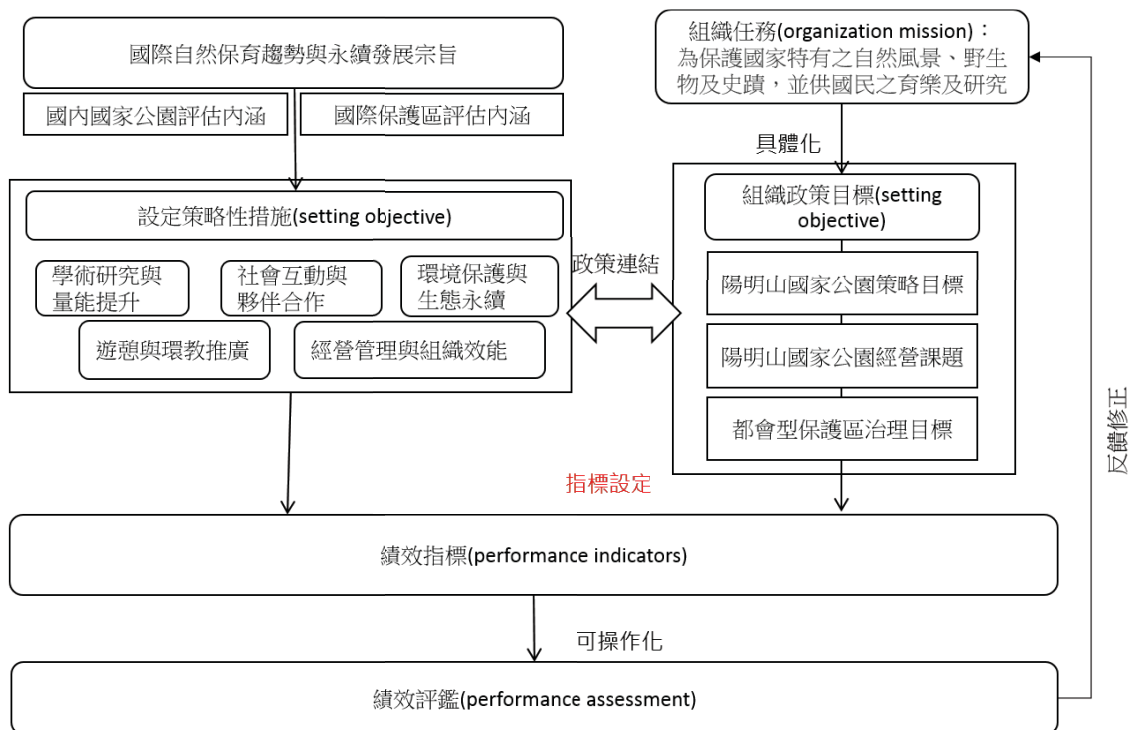 國際自然保育趨勢與永續發展宗旨
國內國家公園評估內涵
國際保護區評估內涵
設定策略性措施(setting objective)
學術研究與
量能提升
社會互動與
夥伴合作
環境保護與
生態永續
遊憩與環教推廣
經營管理與組織效能
政策連結
組織任務(organization mission)：
為保護國家特有之自然風景、野生
物及史蹟，並供國民之育樂及研究
具體化
組織政策目標(setting
objective)
陽明山國家公園策略目標
陽明山國家公園經營課題
都會型保護區治理目標
指標設定
績效指標(performance indicators)
可操作化
績效評鑑(performance assessment)
反饋修正